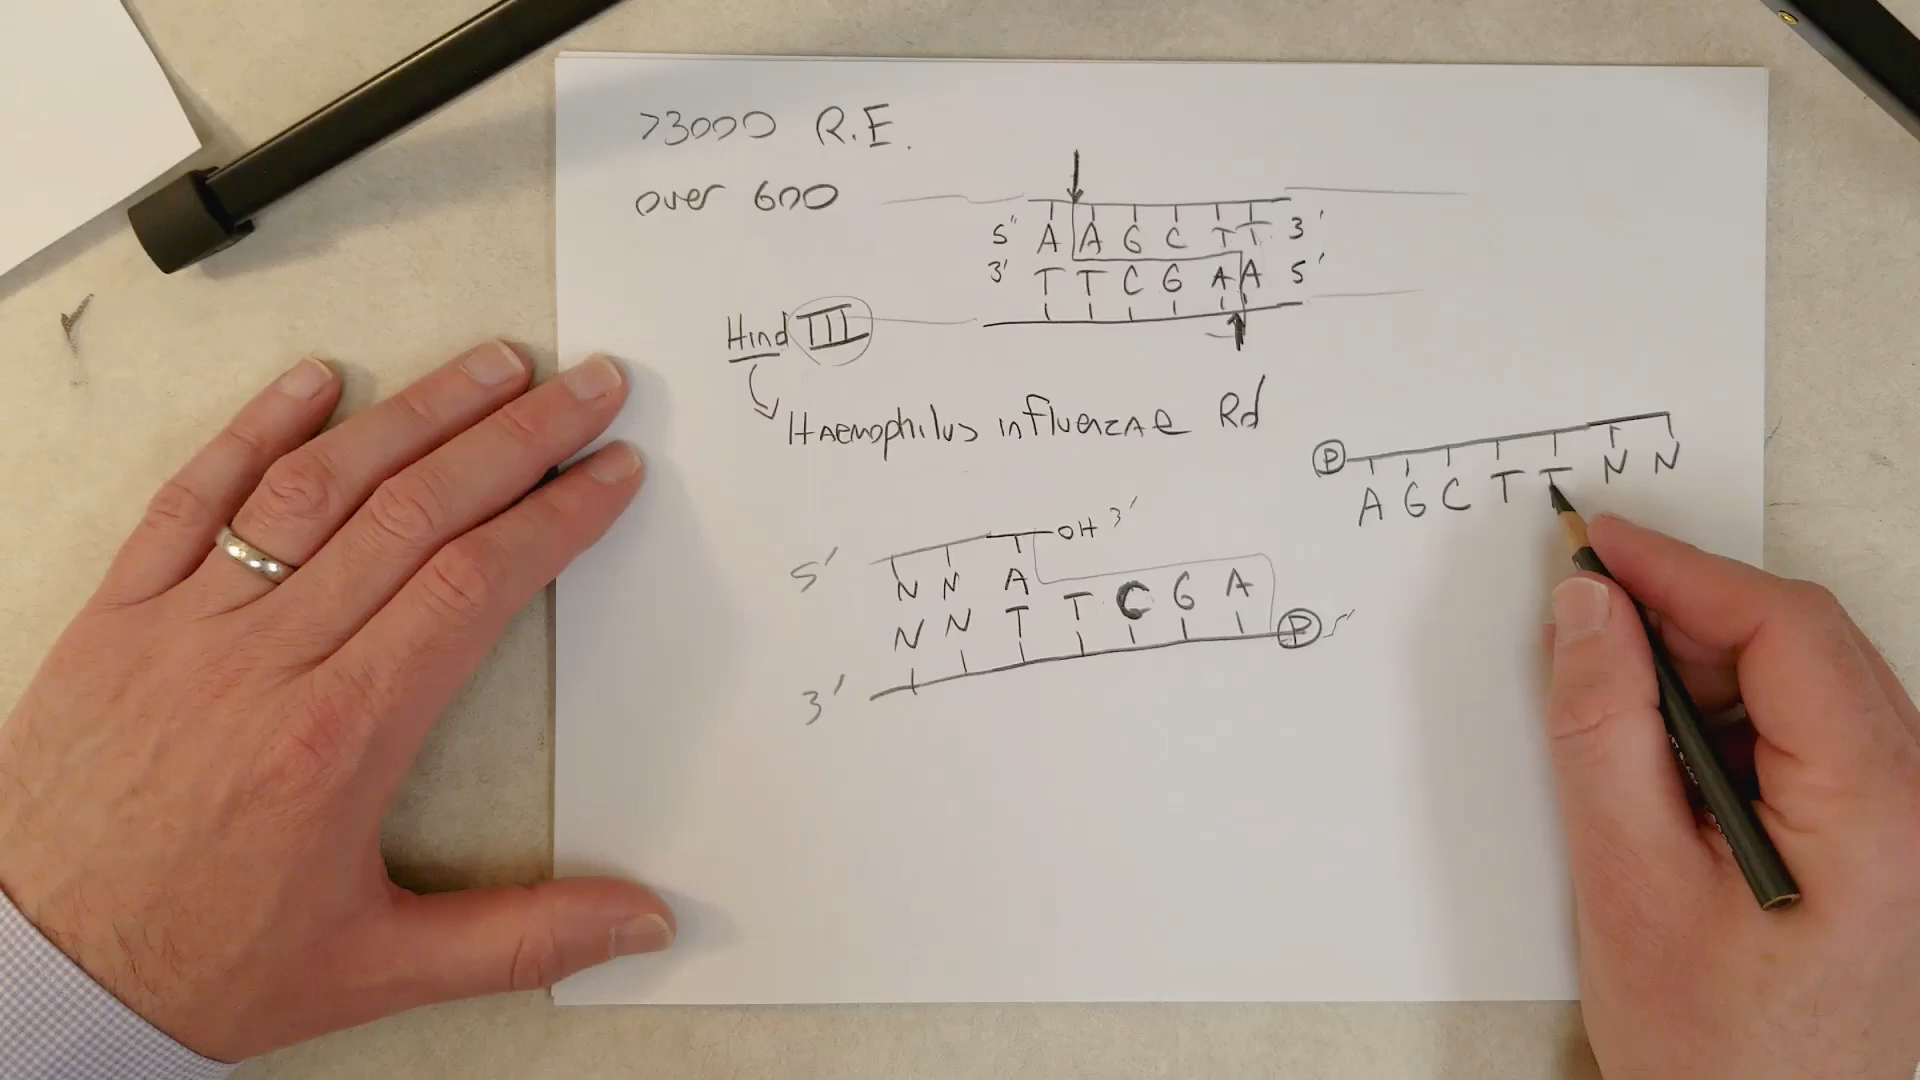 >3000 R.E.
over 600
5" A A G C T T 3'
3' T T C G A A 5'
Hind III
Haemophilus influenzae Rd
P
A G C T T N N
5' OH 3'
N N A
N N T T C G A
P 5'
3'